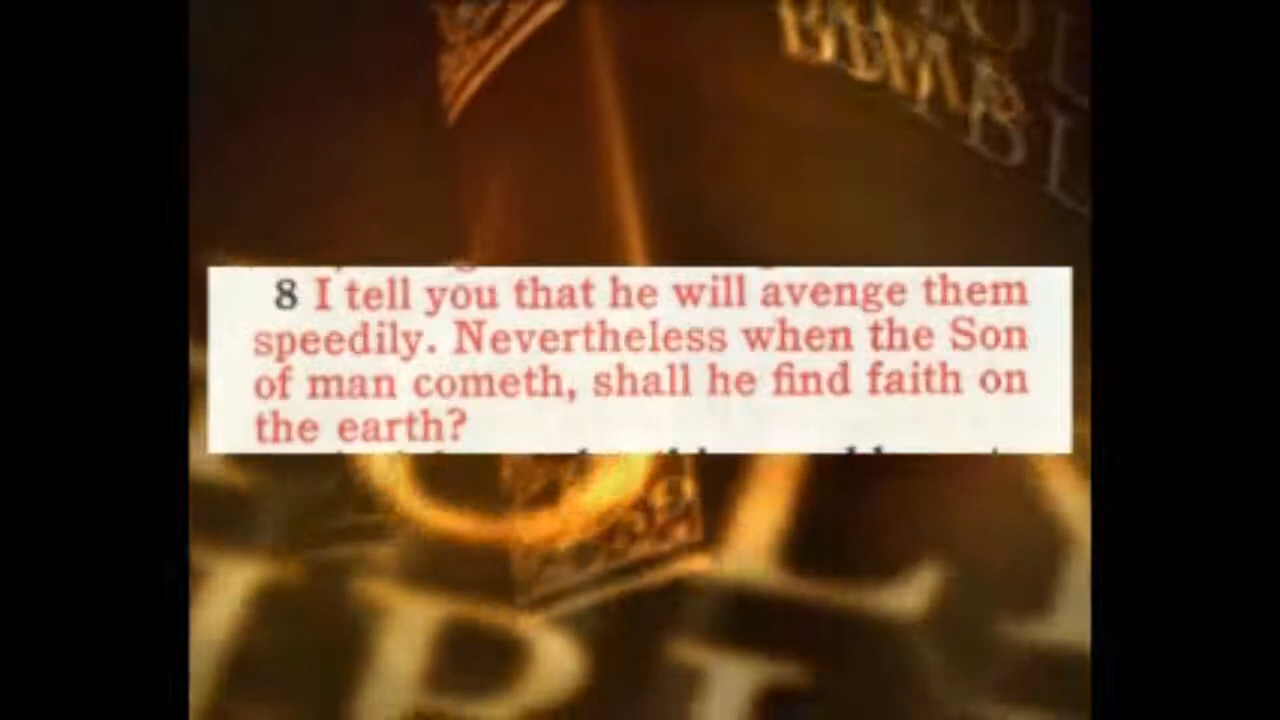 8 I tell you that he will avenge them
speedily. Nevertheless when the Son
of man cometh, shall he find faith on
the earth?